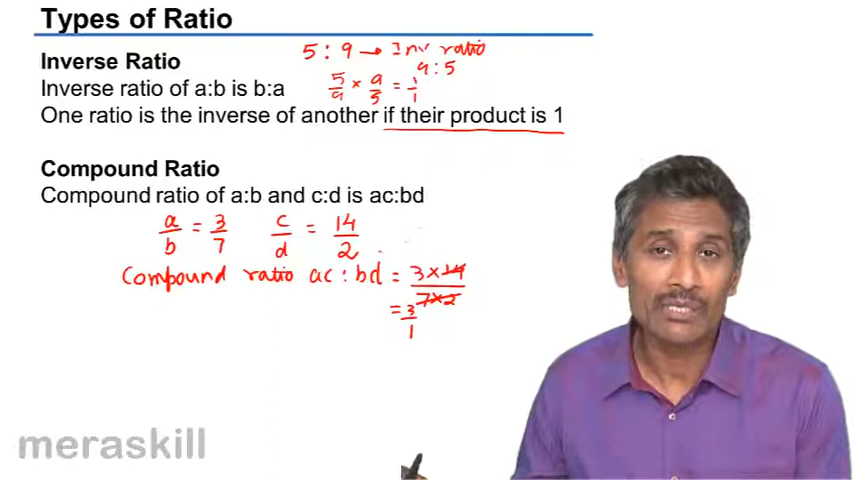 Types of Ratio
5 : 9 → Inv ratio
9 : 5
Inverse Ratio
Inverse ratio of a:b is b:a
5/9 × 9/5 = 1/1
One ratio is the inverse of another if their product is 1
Compound Ratio
Compound ratio of a:b and c:d is ac:bd
a/b = 3/7 c/d = 14/2
Compound ratio ac : bd = 3×14/7×2
= 3/1
meraskill